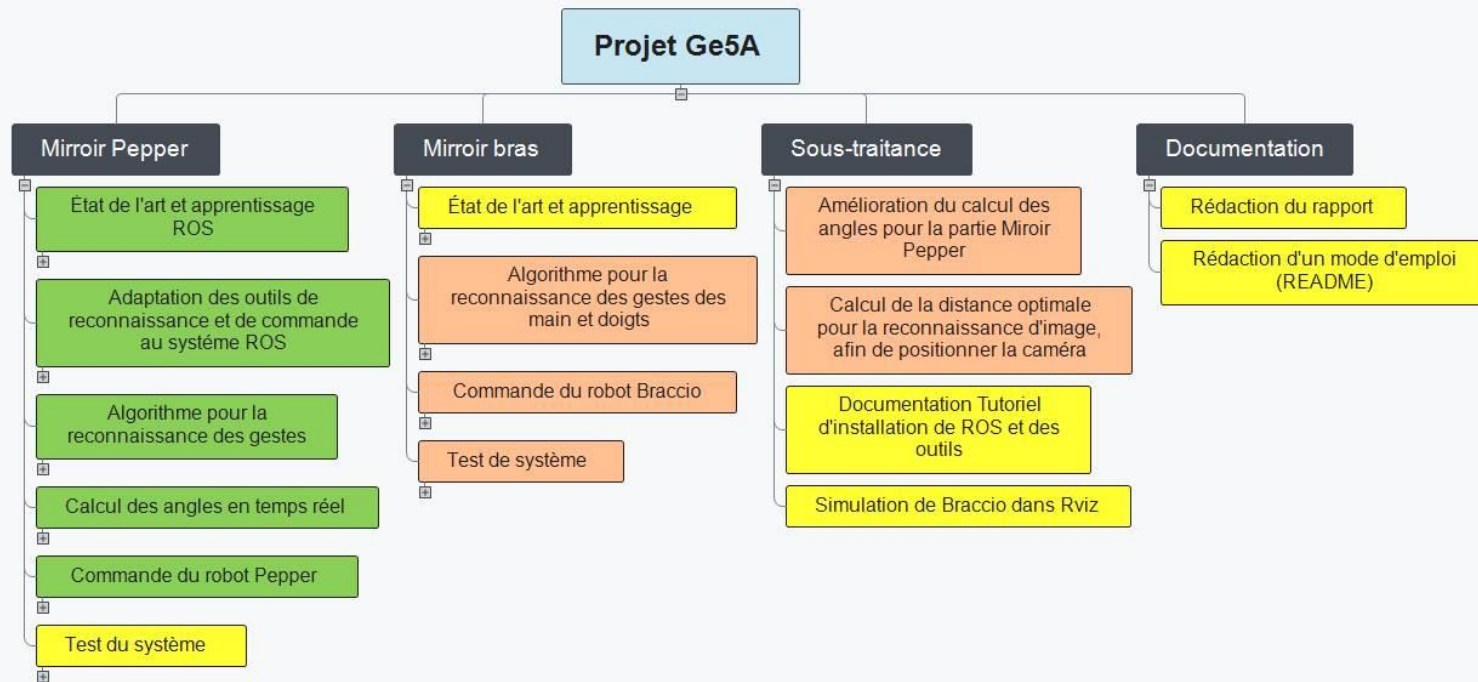 Projet Ge5A
Mirroir Pepper
État de l'art et apprentissage
ROS
Adaptation des outils de
reconnaissance et de commande
au systéme ROS
Algorithme pour la
reconnaissance des gestes
Calcul des angles en temps réel
Commande du robot Pepper
Test du système
Mirroir bras
État de l'art et apprentissage
Algorithme pour la
reconnaissance des gestes des
main et doigts
Commande du robot Braccio
Test de système
Sous-traitance
Amélioration du calcul des
angles pour la partie Miroir
Pepper
Calcul de la distance optimale
pour la reconnaissance d'image,
afin de positionner la caméra
Documentation Tutoriel
d'installation de ROS et des
outils
Simulation de Braccio dans Rviz
Documentation
Rédaction du rapport
Rédaction d'un mode d'emploi
(README)